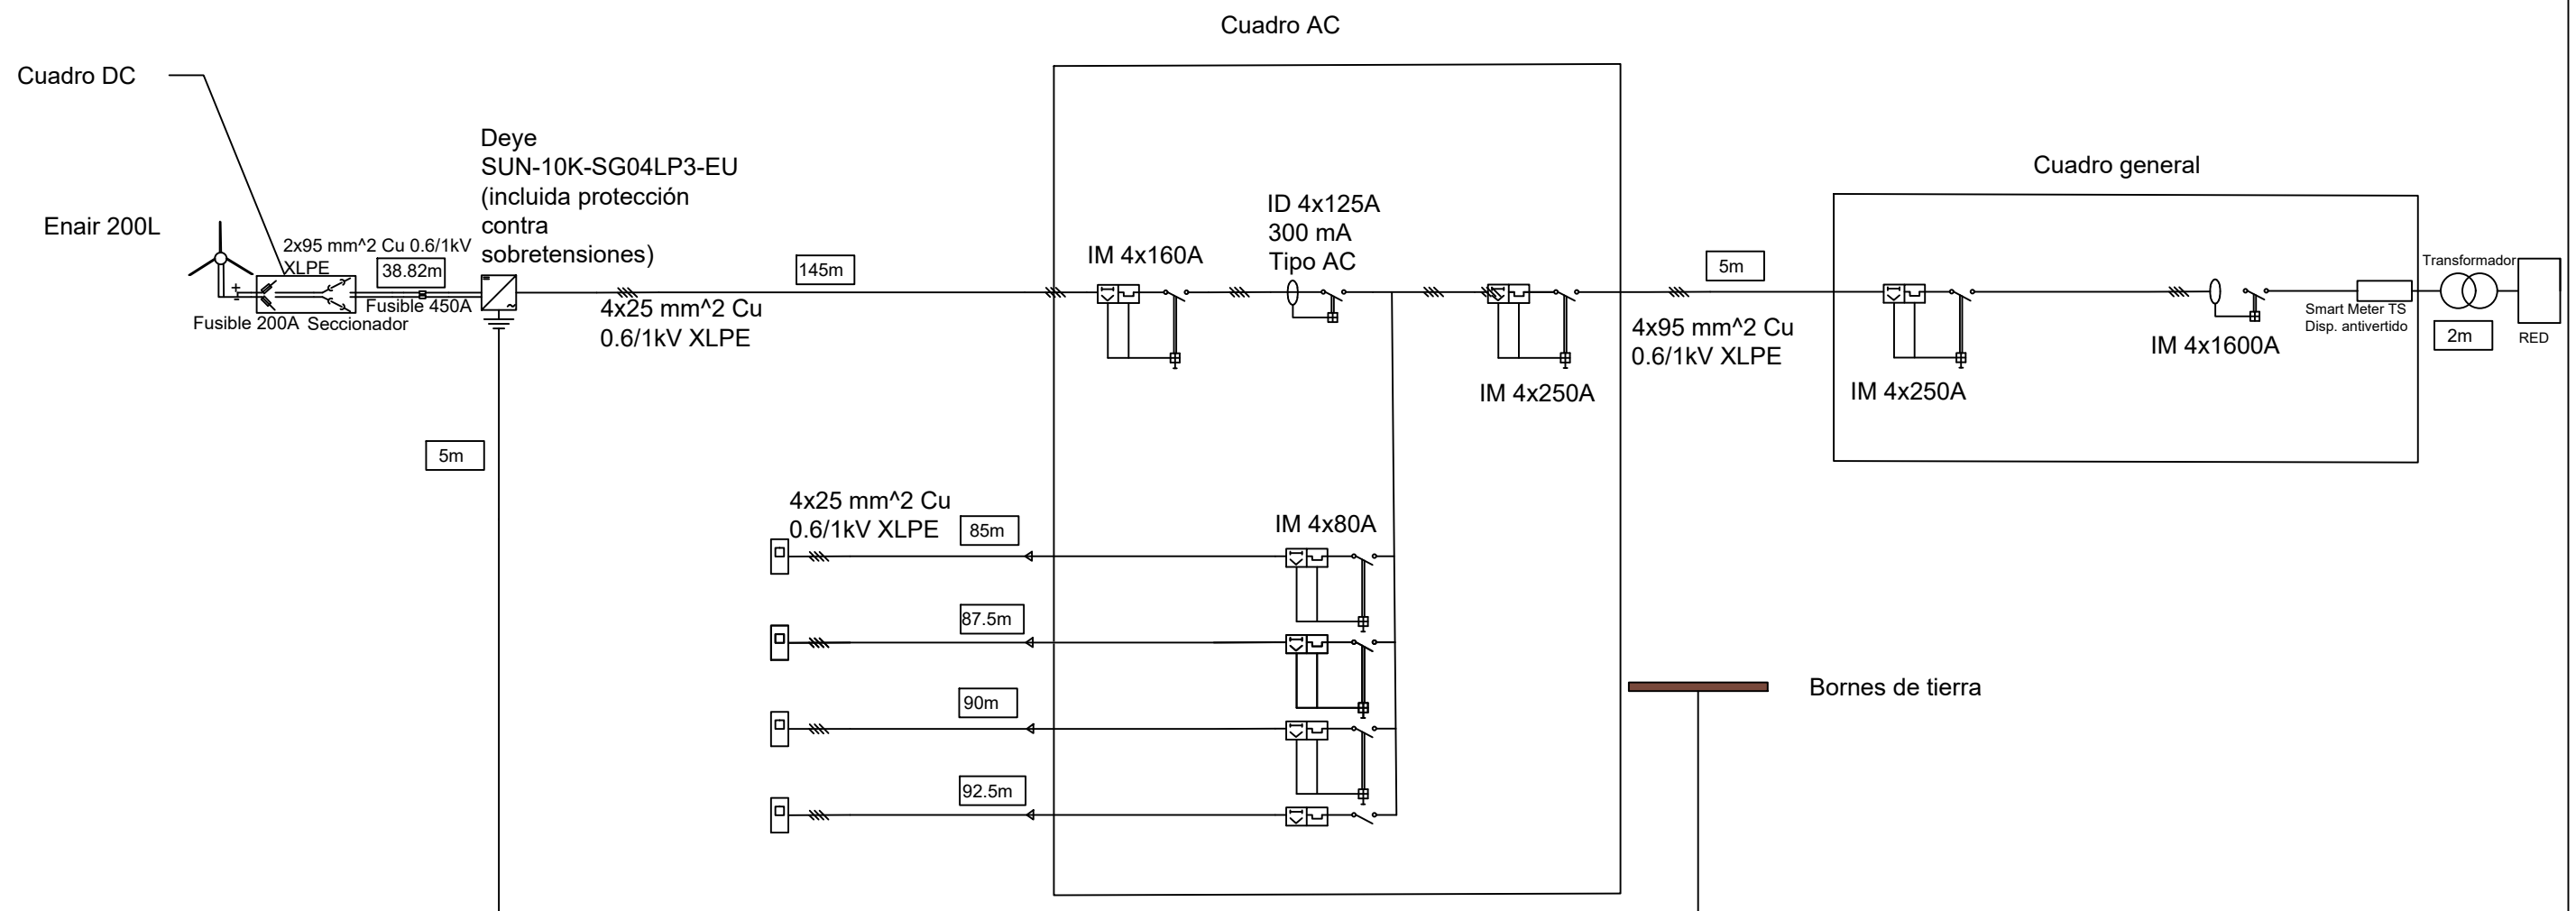 Cuadro AC
Cuadro DC
Deye
SUN-10K-SG04LP3-EU
(incluida protección
contra
sobretensiones)
Enair 200L
2x95 mm^2 Cu 0.6/1kV
XLPE
38.82m
Fusible 200A
Seccionador
Fusible 450A
145m
4x25 mm^2 Cu
0.6/1kV XLPE
IM 4x160A
ID 4x125A
300 mA
Tipo AC
IM 4x250A
5m
4x95 mm^2 Cu
0.6/1kV XLPE
Cuadro general
IM 4x250A
IM 4x1600A
Smart Meter TS
Disp. antivertido
Transformador
2m
RED
5m
4x25 mm^2 Cu
0.6/1kV XLPE
85m
IM 4x80A
87.5m
90m
92.5m
Bornes de tierra